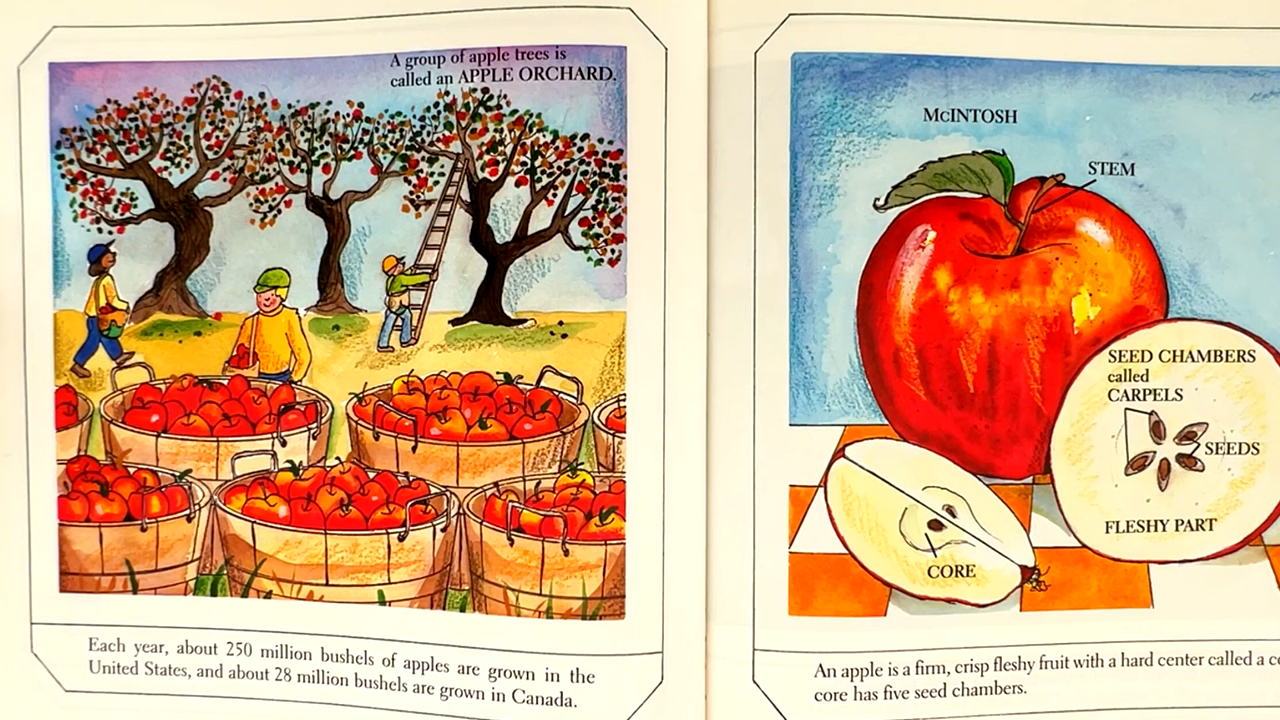 A group of apple trees is
called an APPLE ORCHARD.
Each year, about 250 million bushels of apples are grown in the
United States, and about 28 million bushels are grown in Canada.
McINTOSH
STEM
SEED CHAMBERS
called
CARPELS
SEEDS
FLESHY PART
CORE
An apple is a firm, crisp fleshy fruit with a hard center called a
core has five seed chambers.